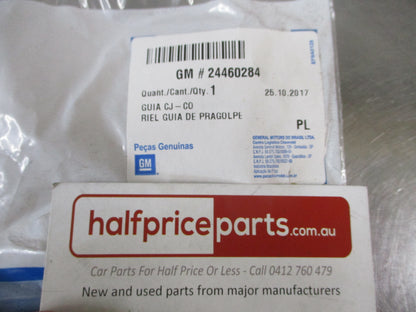 GM # 24460284
Quant./Cant./Qty. 1
25.10.2017
GUIA CJ-CO
RIEL GUIA DE PRAGOLPE
PL
Peças Genuinas
GM
GENERAL MOTORS DO BRASIL LTDA.
halfpriceparts.com.au
Car Parts For Half Price Or Less - Call 0412 760 479
New and used parts from major manufacturers